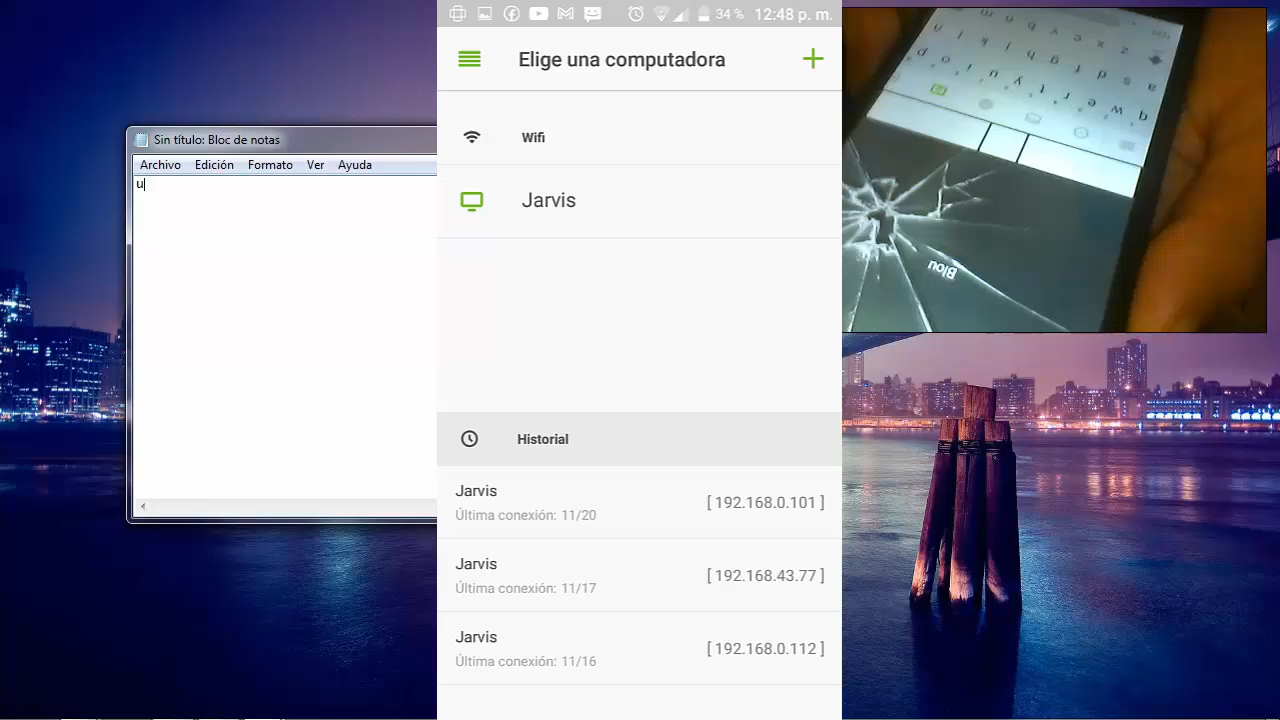 Sin título: Bloc de notas
Archivo Edición Formato Ver Ayuda
u
34 % 12:48 p. m.
Elige una computadora
Wifi
Jarvis
Historial
Jarvis [ 192.168.0.101 ]
Última conexión: 11/20
Jarvis [ 192.168.43.77 ]
Última conexión: 11/17
Jarvis [ 192.168.0.112 ]
Última conexión: 11/16
q w e r t y u i o p
a s d f g h j k l
z x c v b n m